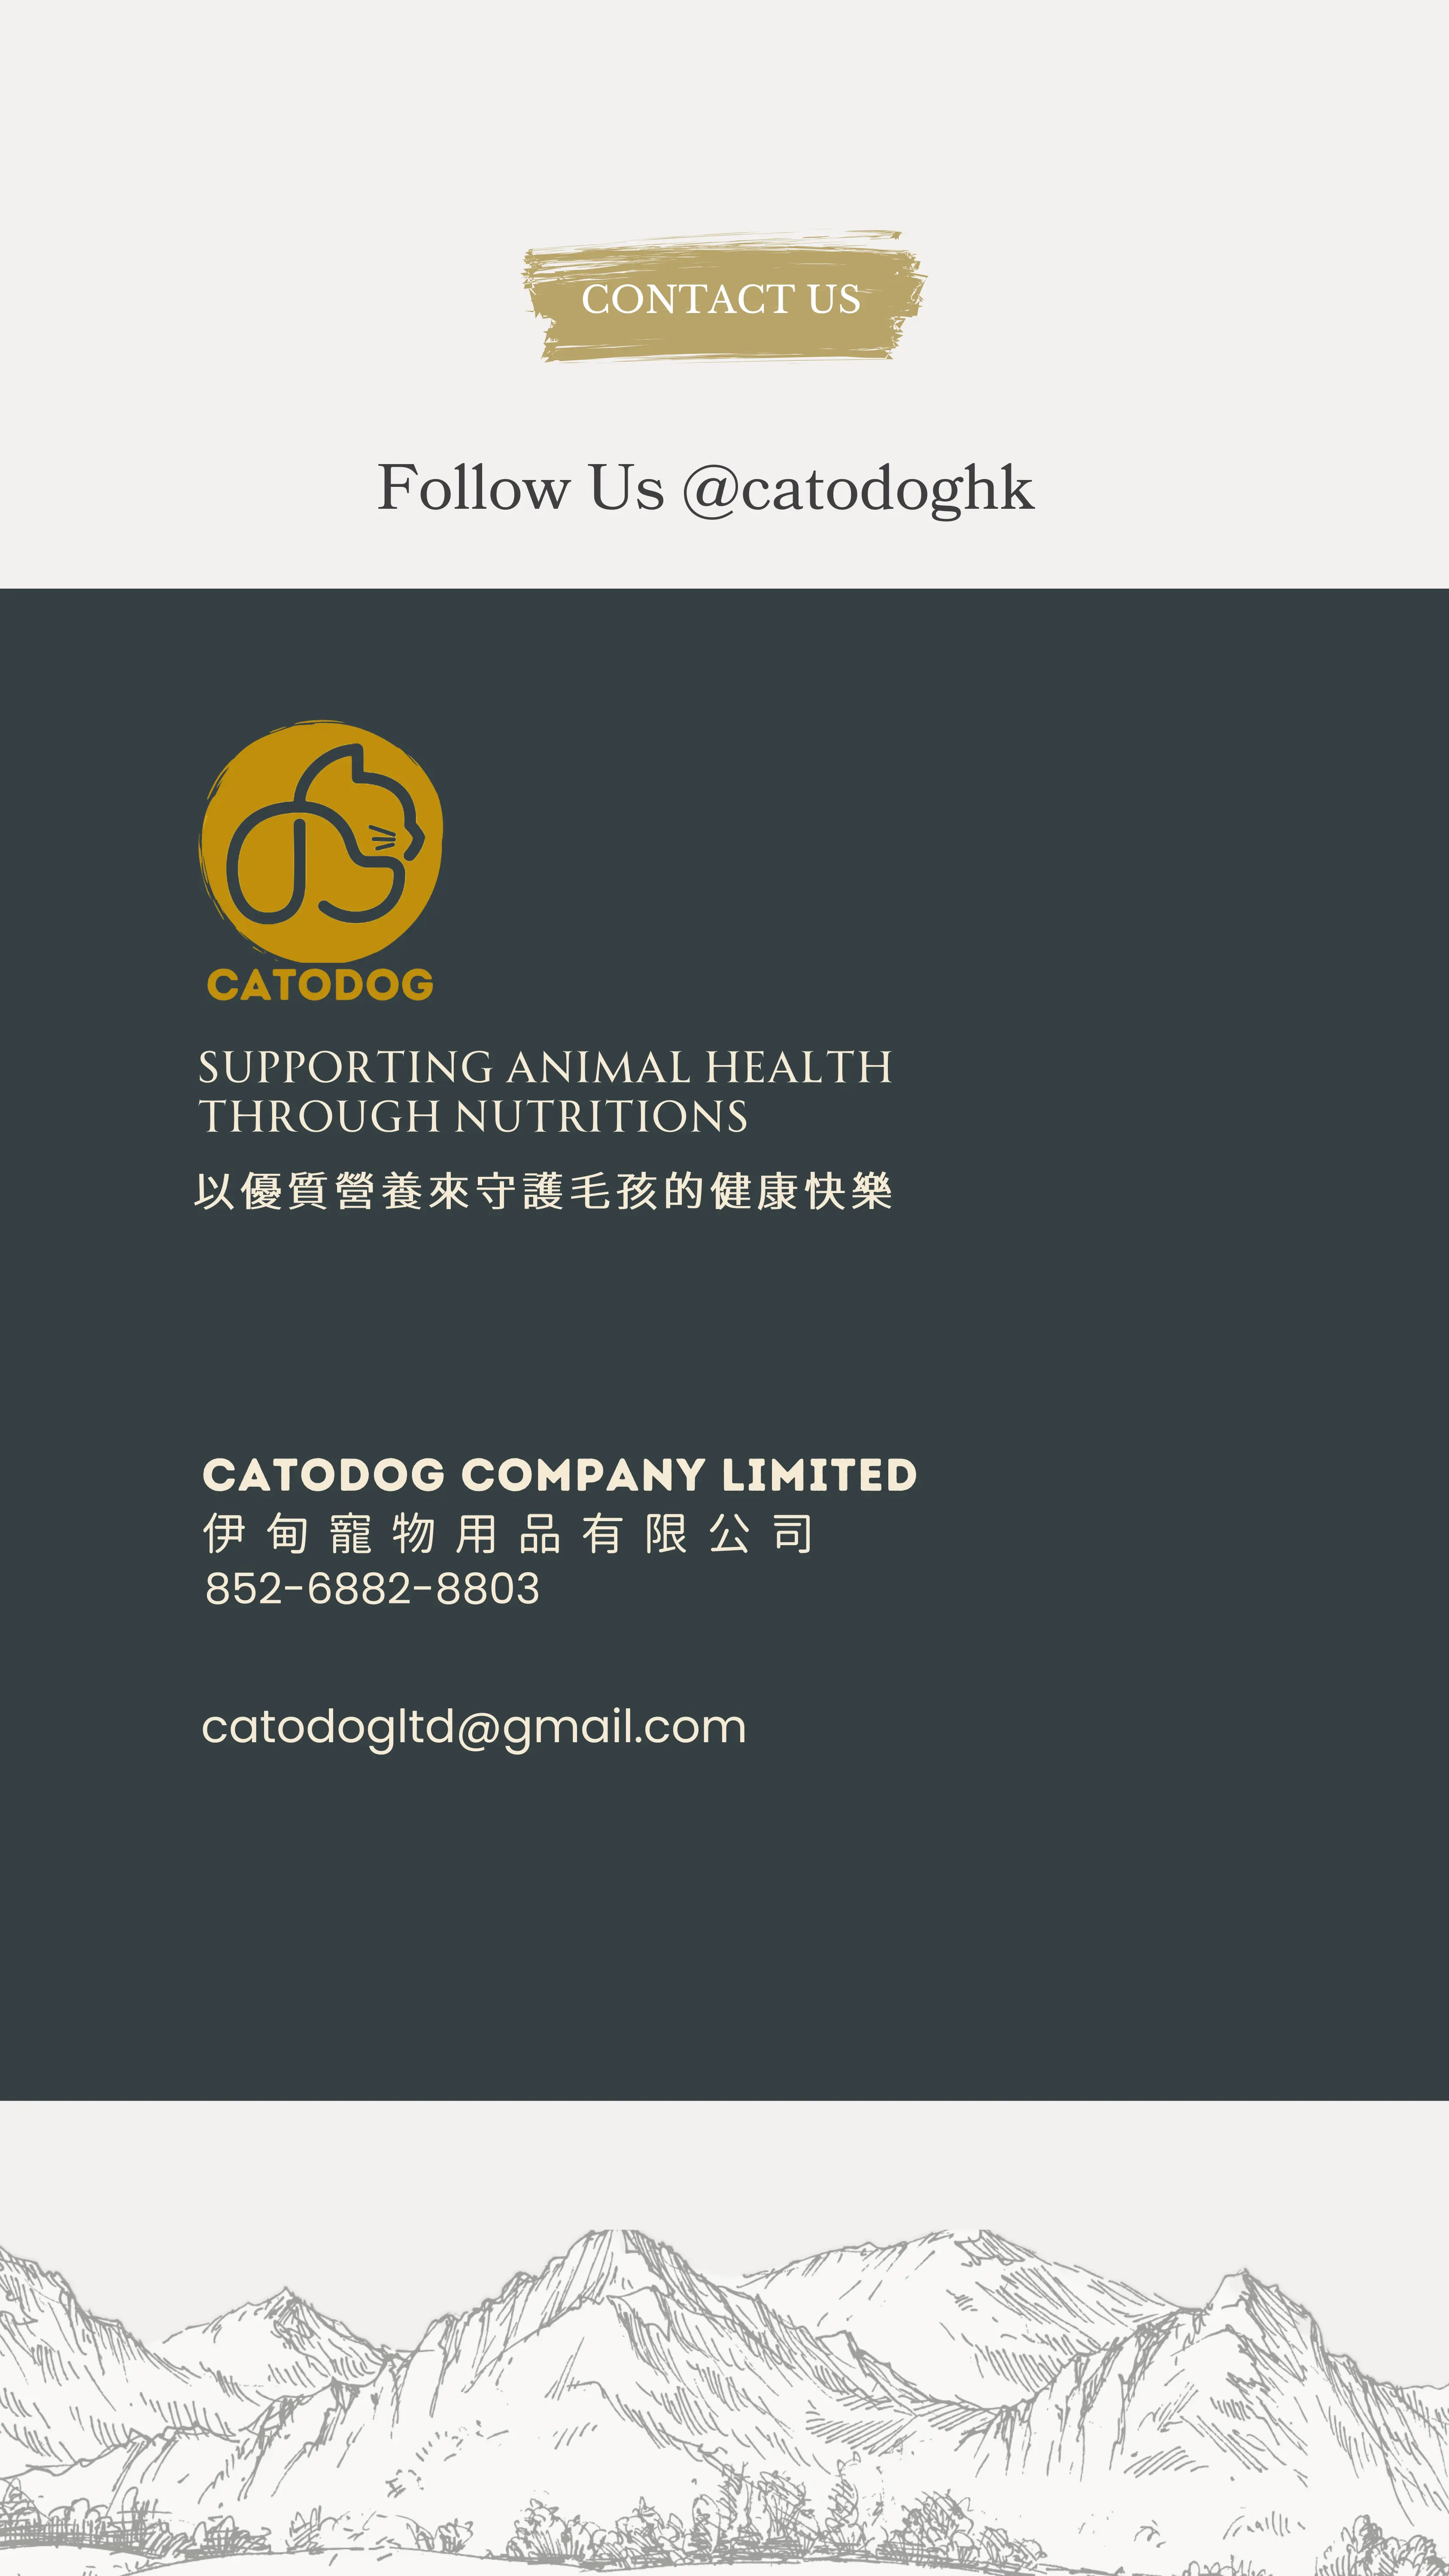 CONTACT US
Follow Us @catodoghk
CATODOG
SUPPORTING ANIMAL HEALTH
THROUGH NUTRITIONS
以優質營養來守護毛孩的健康快樂
CATODOG COMPANY LIMITED
伊甸寵物用品有限公司
852-6882-8803
catodogltd@gmail.com